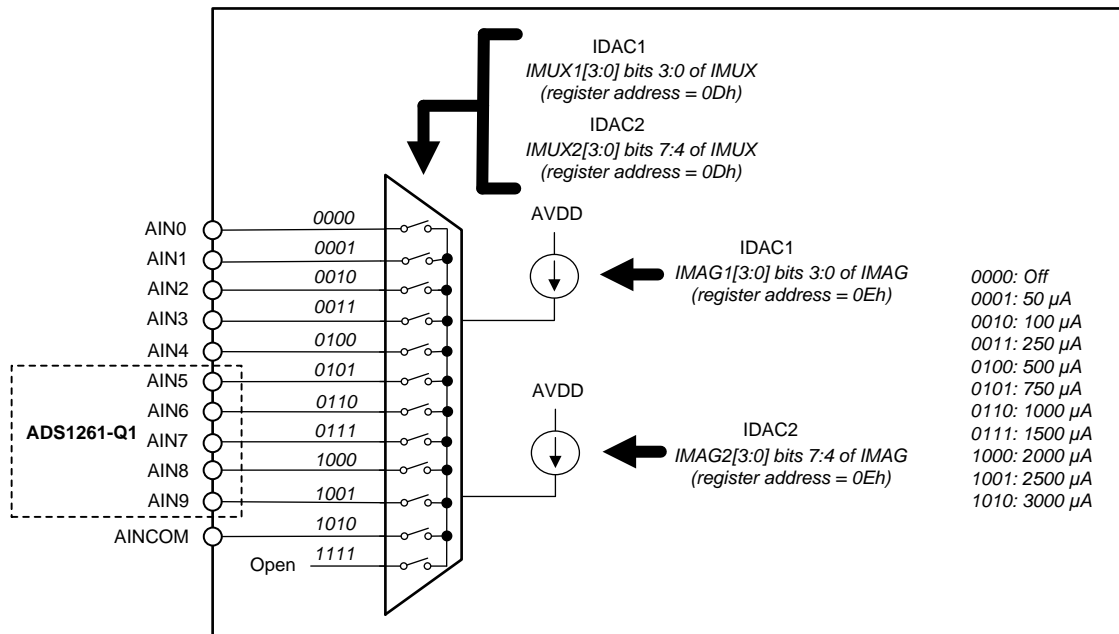 IDAC1
IMUX1[3:0] bits 3:0 of IMUX
(register address = 0Dh)
IDAC2
IMUX2[3:0] bits 7:4 of IMUX
(register address = 0Dh)
AIN0
0000
AIN1
0001
AIN2
0010
AIN3
0011
AIN4
0100
AIN5
0101
AIN6
0110
ADS1261-Q1
AIN7
0111
AIN8
1000
AIN9
1001
AINCOM
1010
Open
1111
AVDD
IDAC1
IMAG1[3:0] bits 3:0 of IMAG
(register address = 0Eh)
AVDD
IDAC2
IMAG2[3:0] bits 7:4 of IMAG
(register address = 0Eh)
0000: Off
0001: 50 µA
0010: 100 µA
0011: 250 µA
0100: 500 µA
0101: 750 µA
0110: 1000 µA
0111: 1500 µA
1000: 2000 µA
1001: 2500 µA
1010: 3000 µA